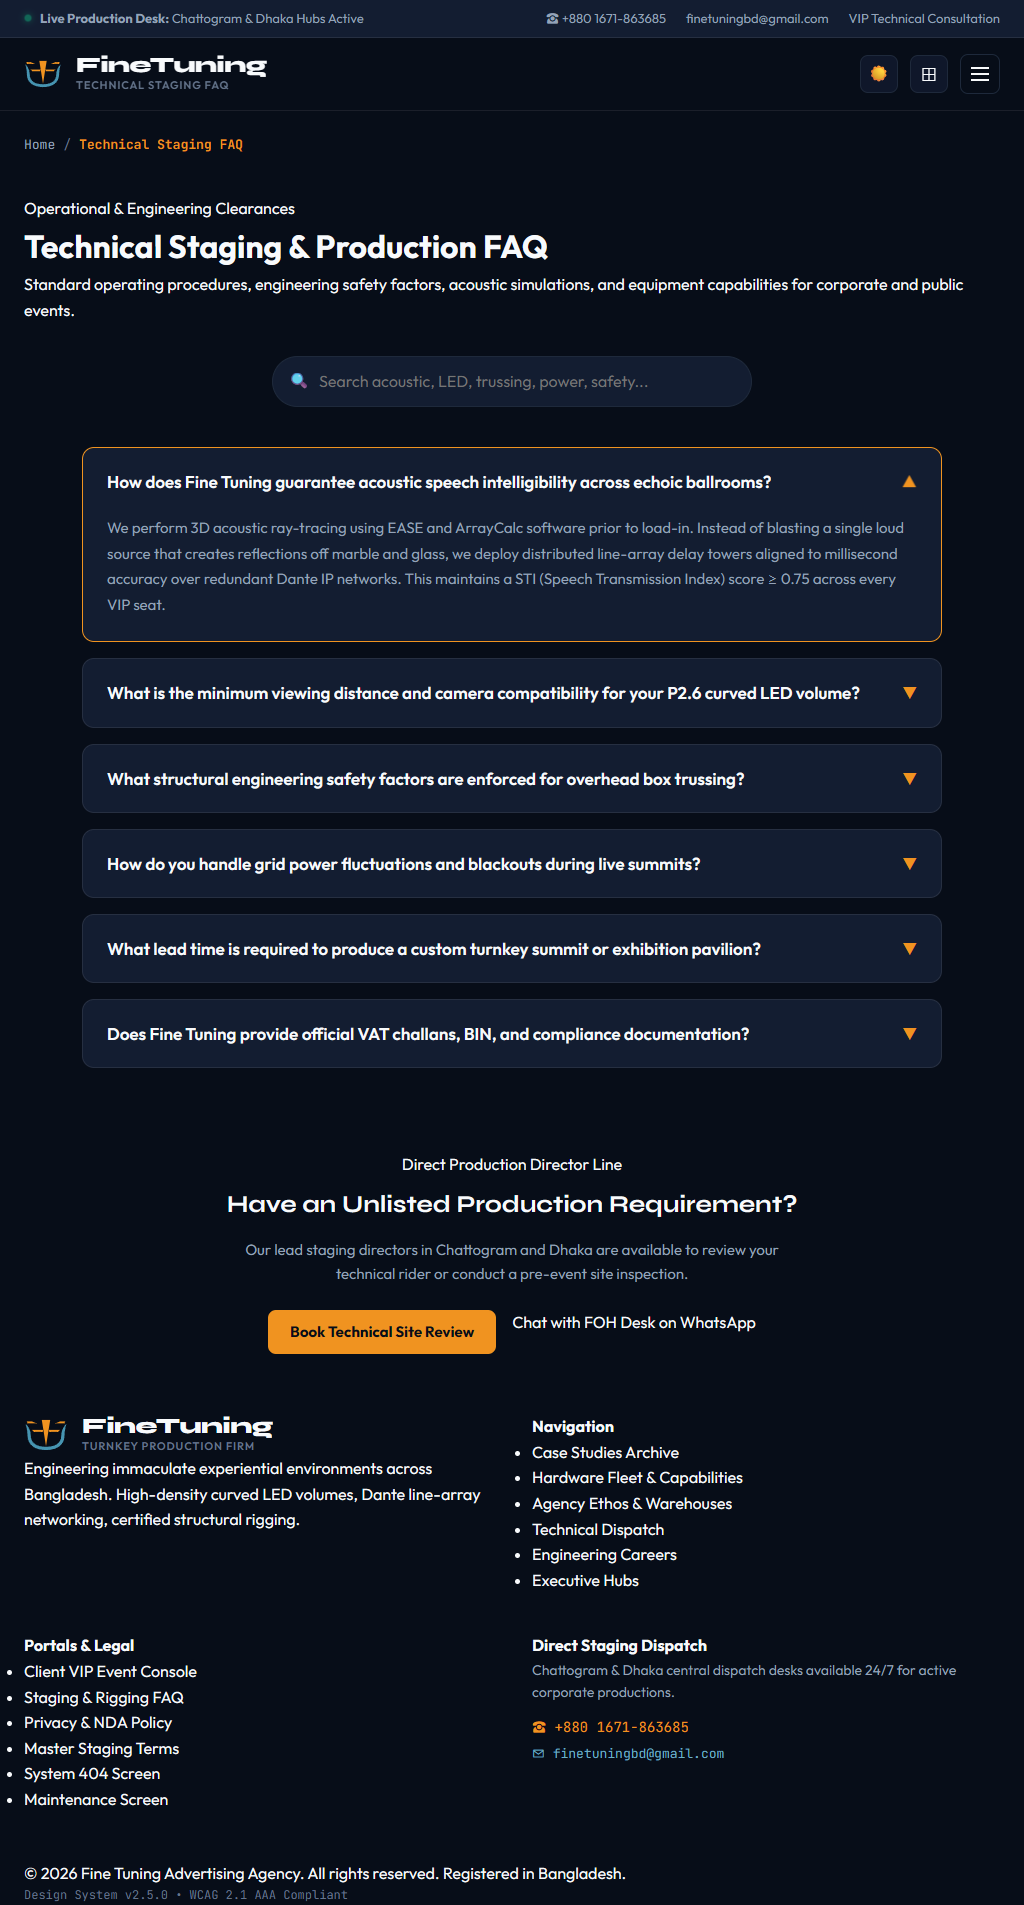 Live Production Desk: Chattogram & Dhaka Hubs Active
☎ +880 1671-863685 finetuningbd@gmail.com VIP Technical Consultation
FineTuning
TECHNICAL STAGING FAQ
Home / Technical Staging FAQ
Operational & Engineering Clearances
Technical Staging & Production FAQ
Standard operating procedures, engineering safety factors, acoustic simulations, and equipment capabilities for corporate and public
events.
Search acoustic, LED, trussing, power, safety...
How does Fine Tuning guarantee acoustic speech intelligibility across echoic ballrooms? ▲
We perform 3D acoustic ray-tracing using EASE and ArrayCalc software prior to load-in. Instead of blasting a single loud
source that creates reflections off marble and glass, we deploy distributed line-array delay towers aligned to millisecond
accuracy over redundant Dante IP networks. This maintains a STI (Speech Transmission Index) score ≥ 0.75 across every
VIP seat.
What is the minimum viewing distance and camera compatibility for your P2.6 curved LED volume? ▼
What structural engineering safety factors are enforced for overhead box trussing? ▼
How do you handle grid power fluctuations and blackouts during live summits? ▼
What lead time is required to produce a custom turnkey summit or exhibition pavilion? ▼
Does Fine Tuning provide official VAT challans, BIN, and compliance documentation? ▼
Direct Production Director Line
Have an Unlisted Production Requirement?
Our lead staging directors in Chattogram and Dhaka are available to review your
technical rider or conduct a pre-event site inspection.
Book Technical Site Review
Chat with FOH Desk on WhatsApp
FineTuning
TURNKEY PRODUCTION FIRM
Engineering immaculate experiential environments across
Bangladesh. High-density curved LED volumes, Dante line-array
networking, certified structural rigging.
Navigation
• Case Studies Archive
• Hardware Fleet & Capabilities
• Agency Ethos & Warehouses
• Technical Dispatch
• Engineering Careers
• Executive Hubs
Portals & Legal
• Client VIP Event Console
• Staging & Rigging FAQ
• Privacy & NDA Policy
• Master Staging Terms
• System 404 Screen
• Maintenance Screen
Direct Staging Dispatch
Chattogram & Dhaka central dispatch desks available 24/7 for active
corporate productions.
☎ +880 1671-863685
✉ finetuningbd@gmail.com
© 2026 Fine Tuning Advertising Agency. All rights reserved. Registered in Bangladesh.
Design System v2.5.0 • WCAG 2.1 AAA Compliant